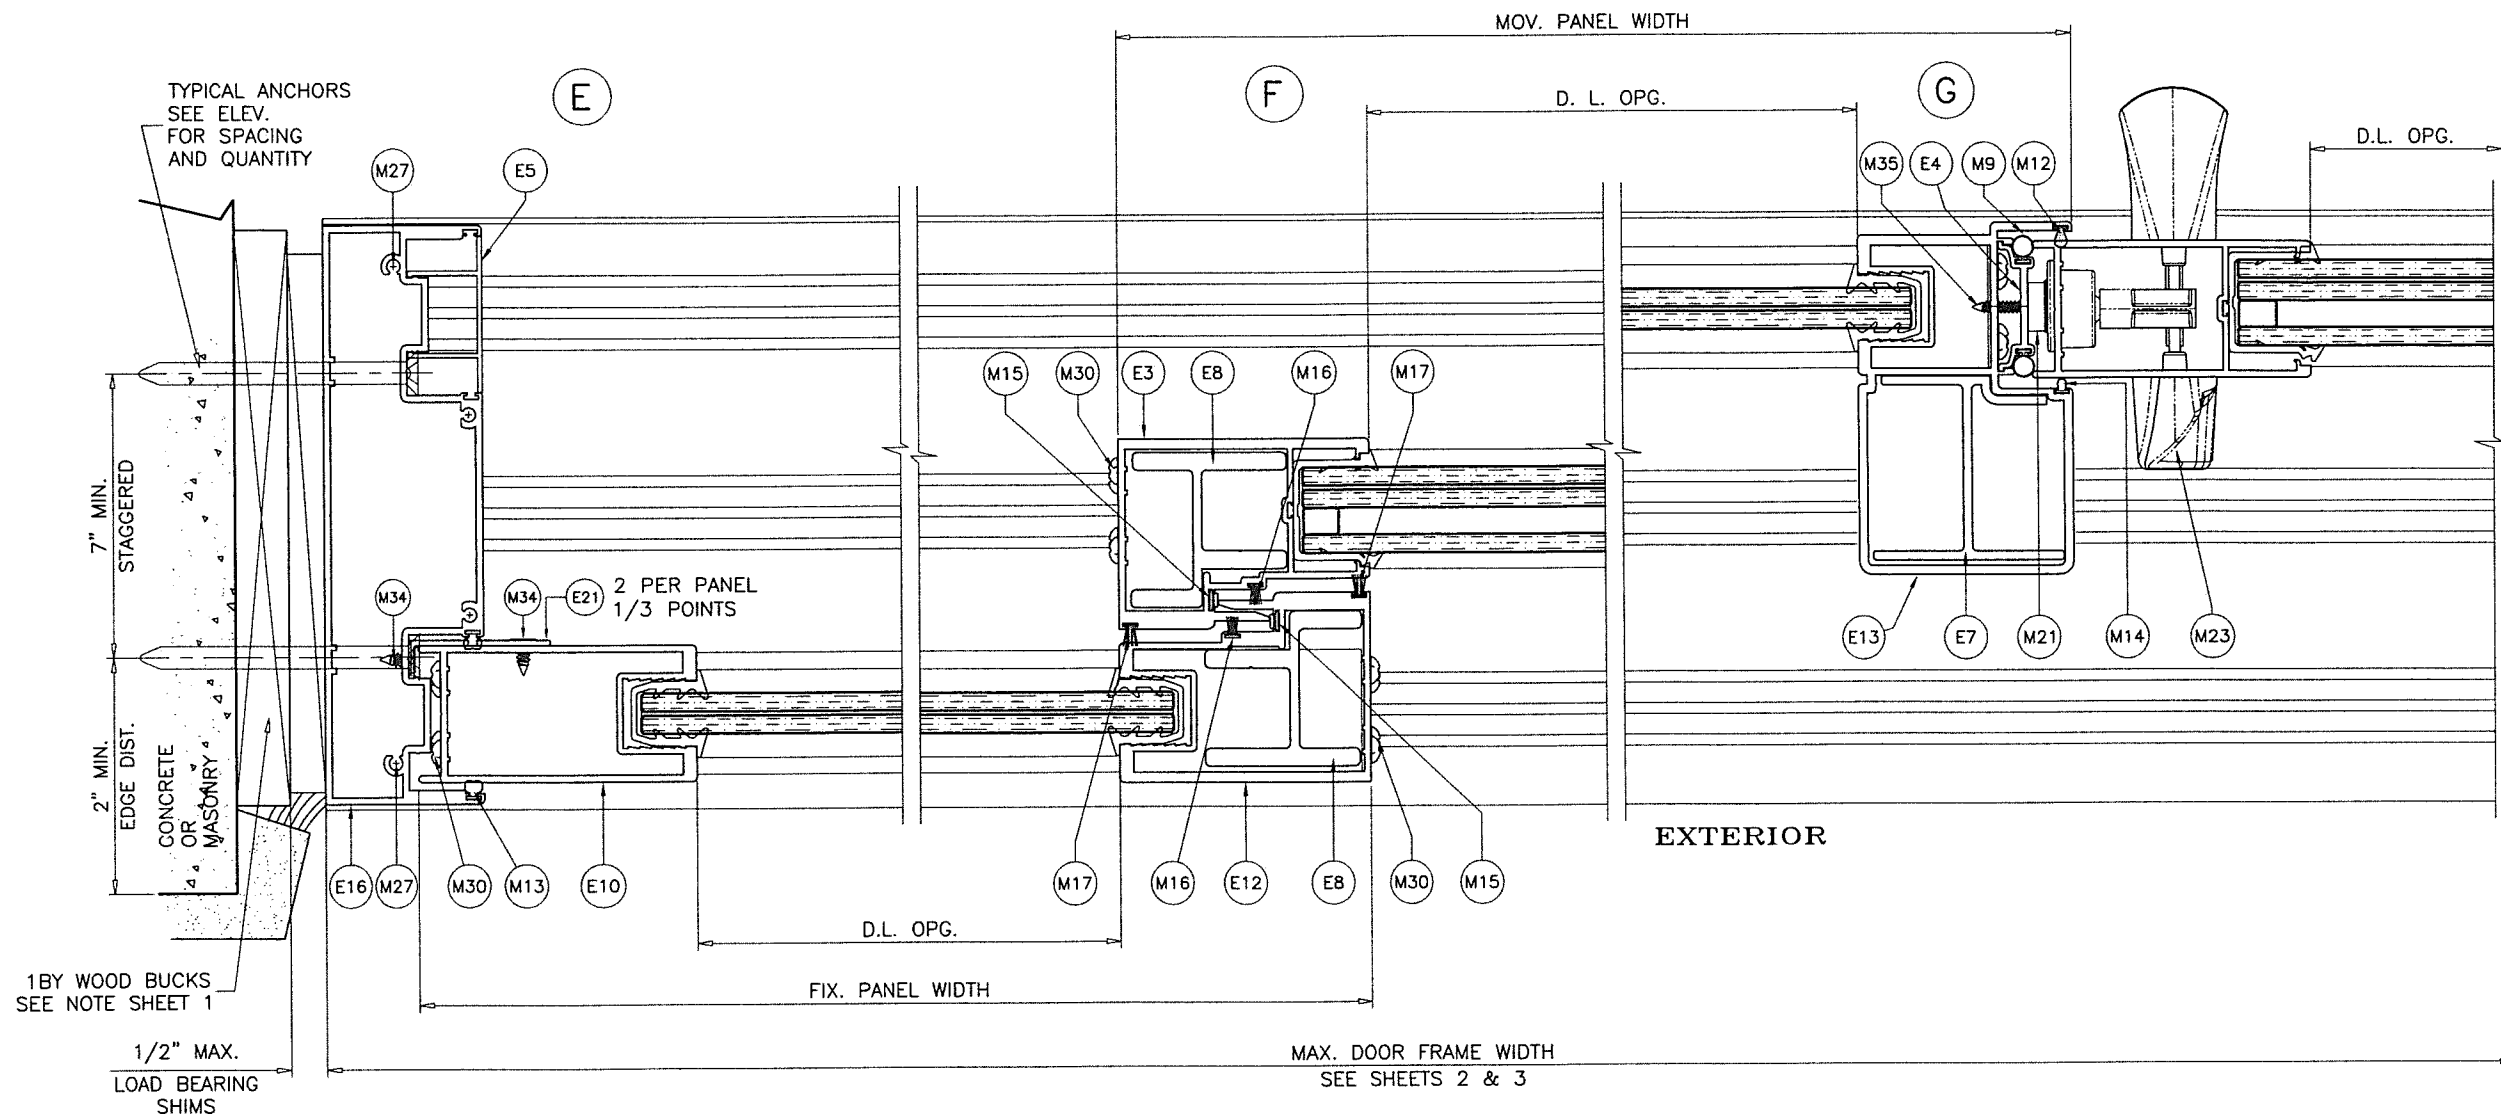 MOV. PANEL WIDTH
TYPICAL ANCHORS
SEE ELEV.
FOR SPACING
AND QUANTITY
E
F
G
D. L. OPG.
D.L. OPG.
M27
E5
M35
E4
M9
M12
M15
M30
E3
E8
M16
M17
7" MIN.
STAGGERED
M34
M34
E21
2 PER PANEL
1/3 POINTS
E13
E7
M21
M14
M23
2" MIN.
EDGE DIST.
CONCRETE
OR
MASONRY
EXTERIOR
E16
M27
M30
M13
E10
M17
M16
E12
E8
M30
M15
D.L. OPG.
1BY WOOD BUCKS
SEE NOTE SHEET 1
FIX. PANEL WIDTH
1/2" MAX.
LOAD BEARING
SHIMS
MAX. DOOR FRAME WIDTH
SEE SHEETS 2 & 3